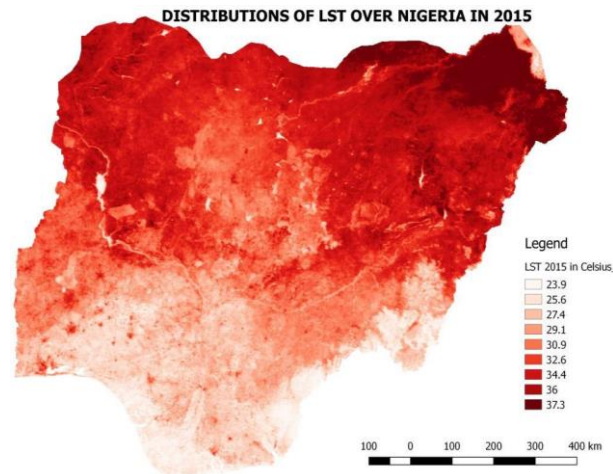 DISTRIBUTIONS OF LST OVER NIGERIA IN 2015
Legend
LST 2015 in Celsius
23.9
25.6
27.4
29.1
30.9
32.6
34.4
36
37.3
100 0 100 200 300 400 km